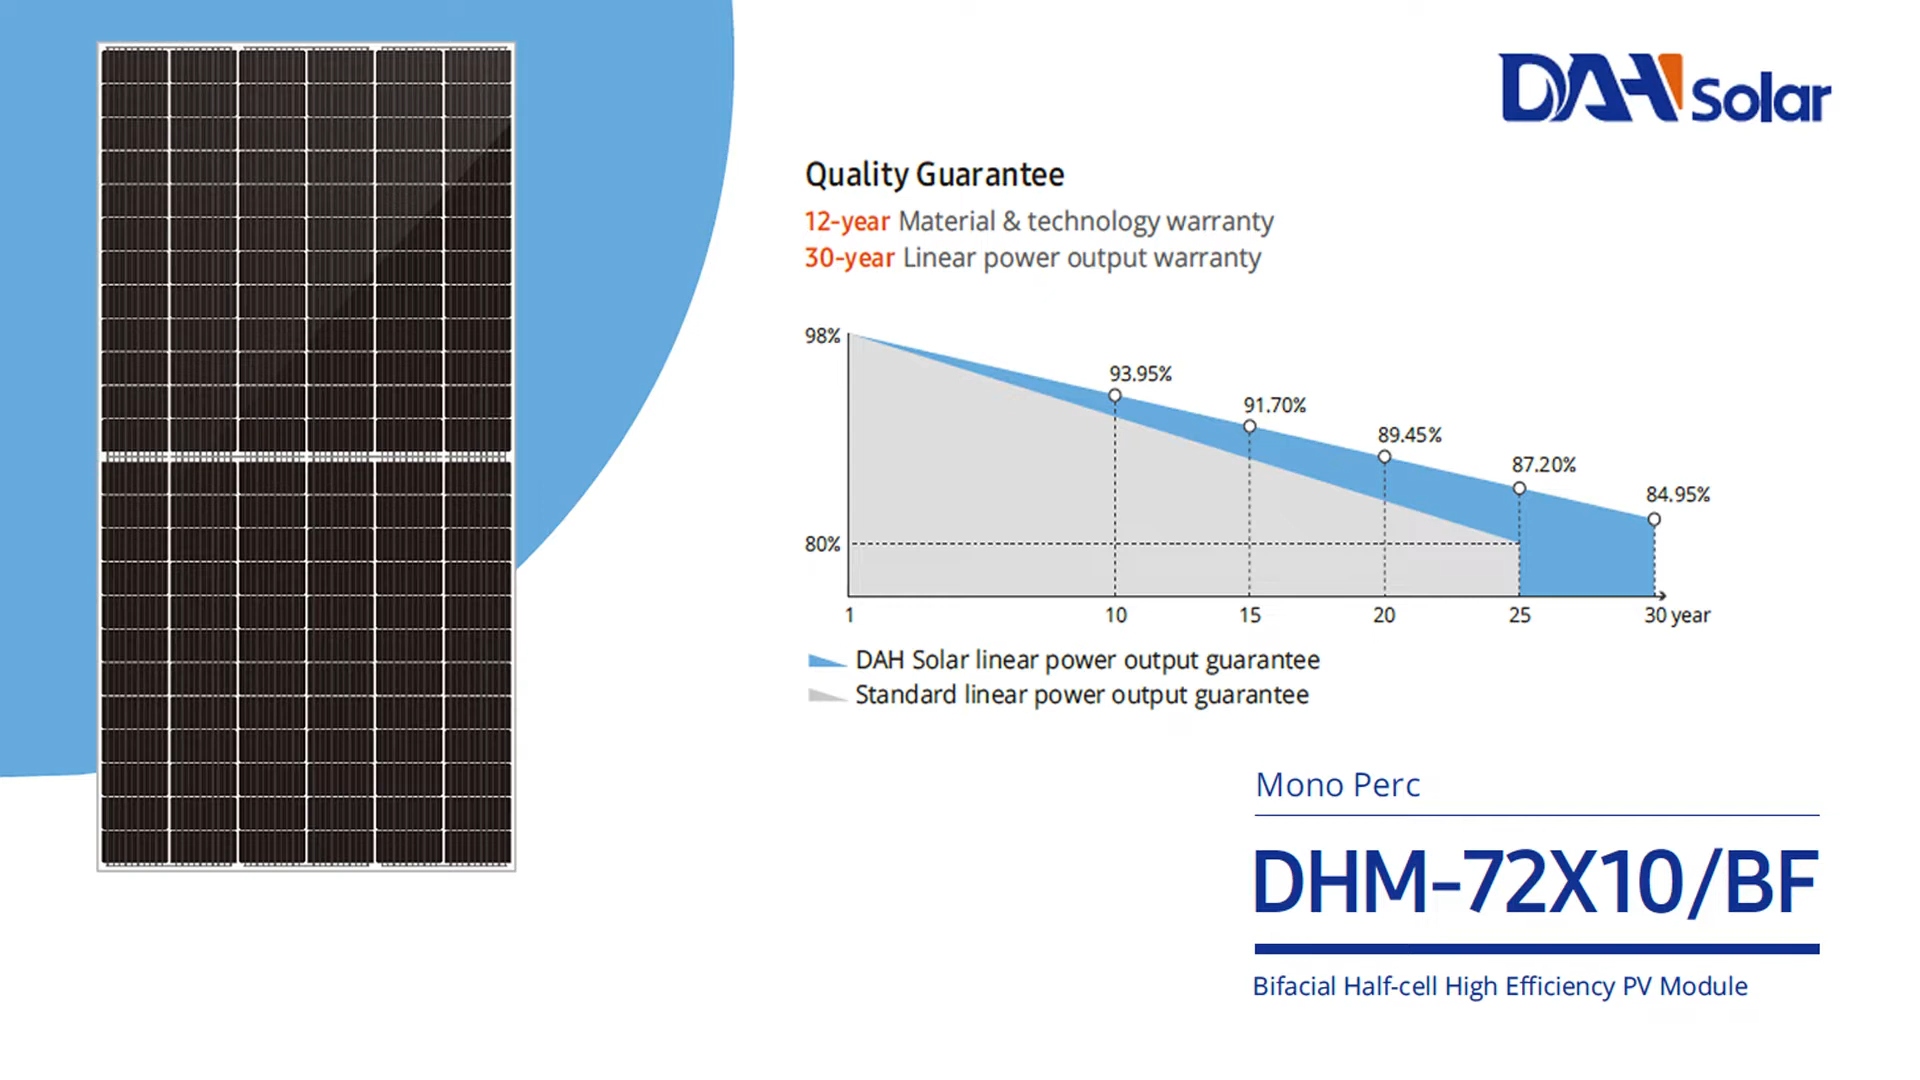 DAH Solar
Quality Guarantee
12-year Material & technology warranty
30-year Linear power output warranty
98%
93.95%
91.70%
89.45%
87.20%
84.95%
80%
1 10 15 20 25 30 year
DAH Solar linear power output guarantee
Standard linear power output guarantee
Mono Perc
DHM-72X10/BF
Bifacial Half-cell High Efficiency PV Module